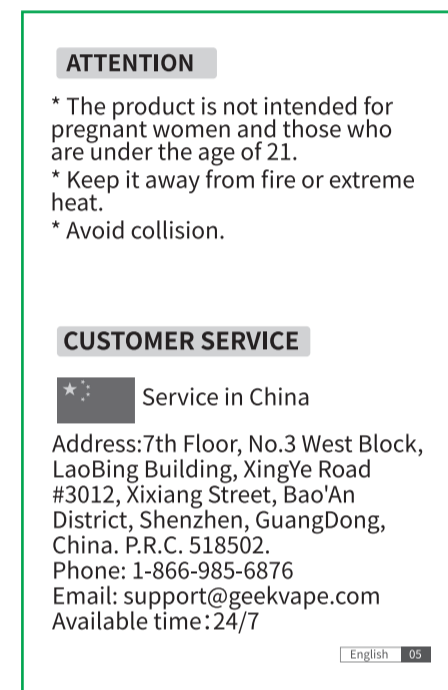 ATTENTION
* The product is not intended for
pregnant women and those who
are under the age of 21.
* Keep it away from fire or extreme
heat.
* Avoid collision.
CUSTOMER SERVICE
Service in China
Address:7th Floor, No.3 West Block,
LaoBing Building, XingYe Road
#3012, Xixiang Street, Bao'An
District, Shenzhen, GuangDong,
China. P.R.C. 518502.
Phone: 1-866-985-6876
Email: support@geekvape.com
Available time:24/7
English 05